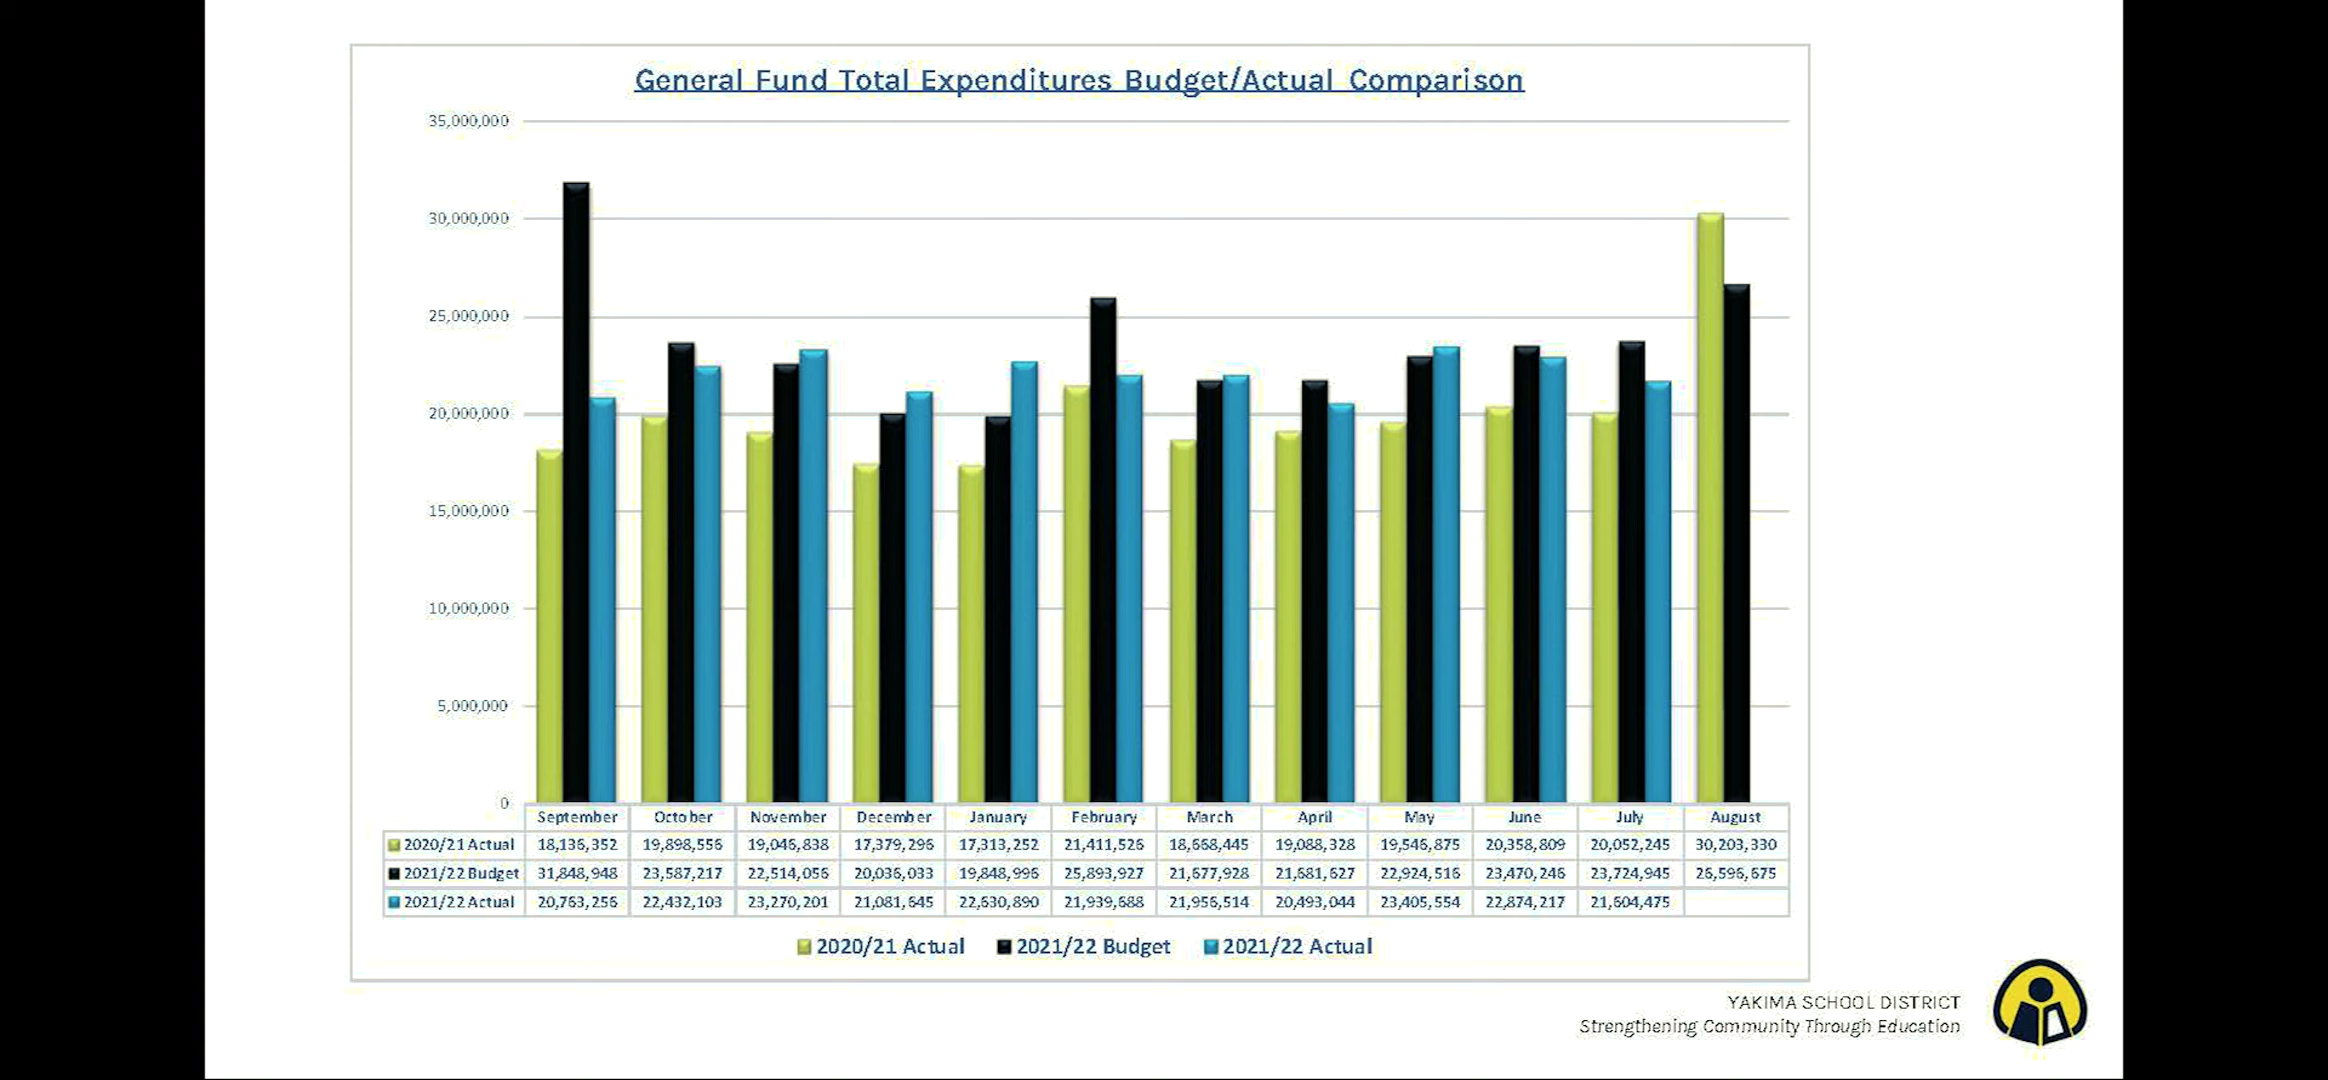 General Fund Total Expenditures Budget/Actual Comparison
35,000,000
30,000,000
25,000,000
20,000,000
15,000,000
10,000,000
5,000,000
0
September October November December January February March April May June July August
2020/21 Actual 18,136,352 19,898,556 19,046,838 17,379,296 17,313,252 21,411,526 18,668,445 19,088,328 19,546,875 20,358,809 20,052,245 30,203,330
2021/22 Budget 31,848,948 23,587,217 22,514,056 20,036,033 19,848,996 25,893,927 21,677,928 21,681,627 22,924,516 23,470,246 23,724,945 26,596,675
2021/22 Actual 20,763,256 22,432,103 23,270,201 21,081,645 22,630,890 21,939,688 21,956,514 20,493,044 23,405,554 22,874,217 21,604,475
2020/21 Actual 2021/22 Budget 2021/22 Actual
YAKIMA SCHOOL DISTRICT
Strengthening Community Through Education